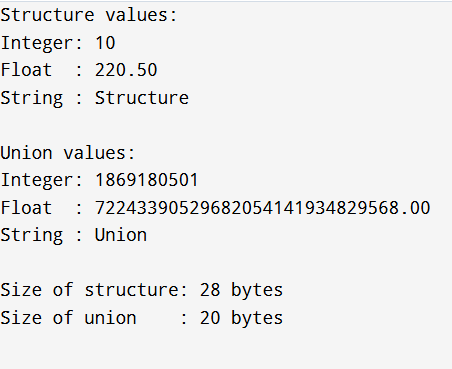 Structure values:
Integer: 10
Float  : 220.50
String : Structure

Union values:
Integer: 1869180501
Float  : 72243390529682054141934829568.00
String : Union

Size of structure: 28 bytes
Size of union    : 20 bytes